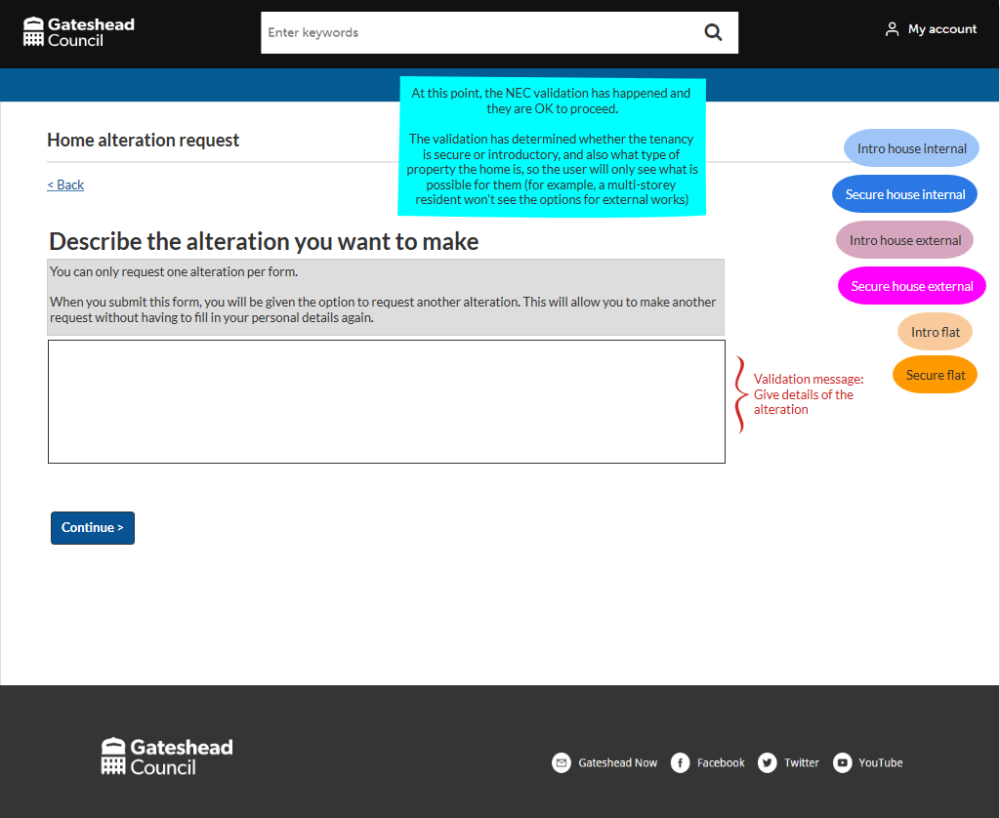 Gateshead
Council
Enter keywords
My account
At this point, the NEC validation has happened and
they are OK to proceed.
The validation has determined whether the tenancy
is secure or introductory, and also what type of
property the home is, so the user will only see what is
possible for them (for example, a multi-storey
resident won't see the options for external works)
Home alteration request
< Back
Intro house internal
Secure house internal
Intro house external
Secure house external
Intro flat
Secure flat
Describe the alteration you want to make
You can only request one alteration per form.
When you submit this form, you will be given the option to request another alteration. This will allow you to make another
request without having to fill in your personal details again.
Validation message:
Give details of the
alteration
Continue >
Gateshead
Council
Gateshead Now
Facebook
Twitter
YouTube